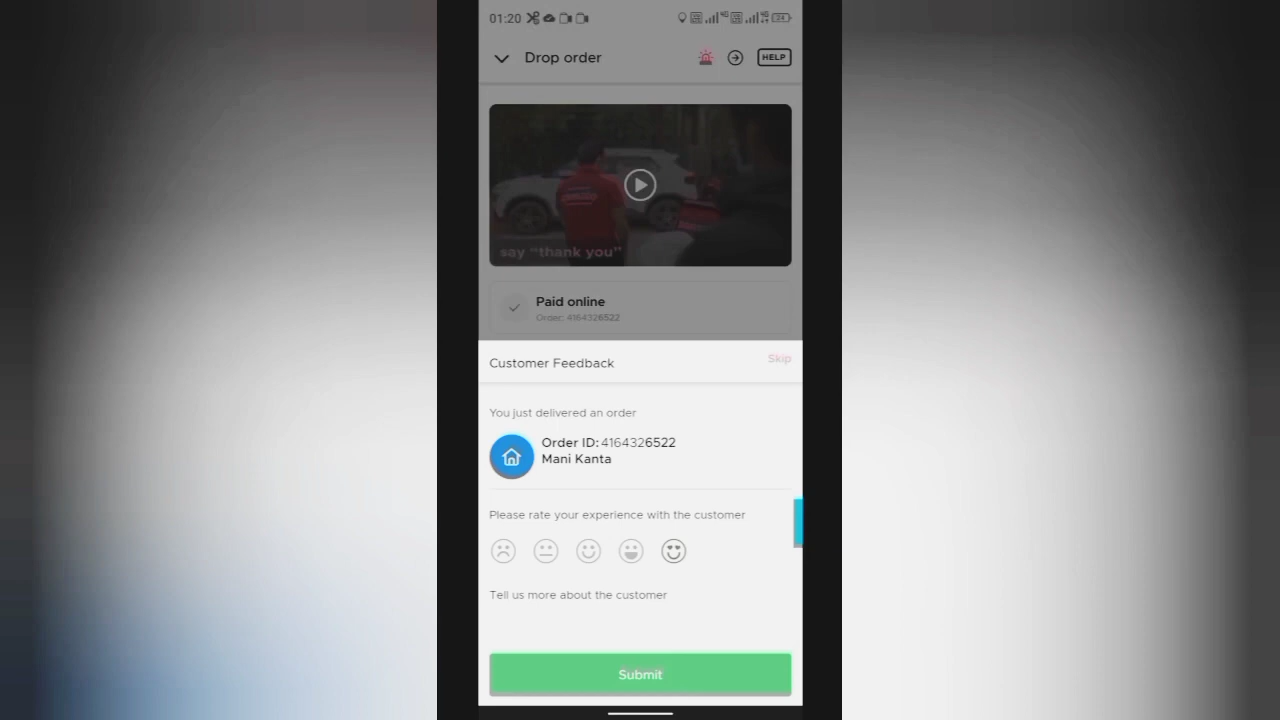 01:20
Drop order
HELP
say "thank you"
Paid online
Order: 4164326522
Customer Feedback
Skip
You just delivered an order
Order ID: 4164326522
Mani Kanta
Please rate your experience with the customer
Tell us more about the customer
Submit